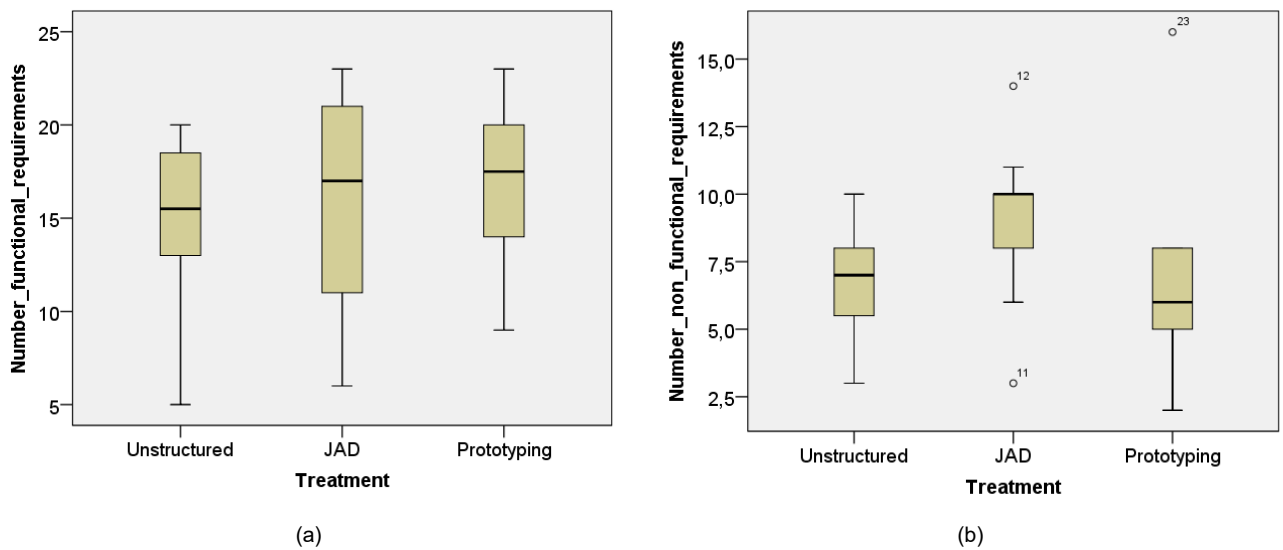 Number_functional_requirements
25
20
15
10
5
Unstructured
JAD
Prototyping
Treatment
(a)
Number_non_functional_requirements
15,0
12,5
10,0
7,5
5,0
2,5
23
12
11
Unstructured
JAD
Prototyping
Treatment
(b)